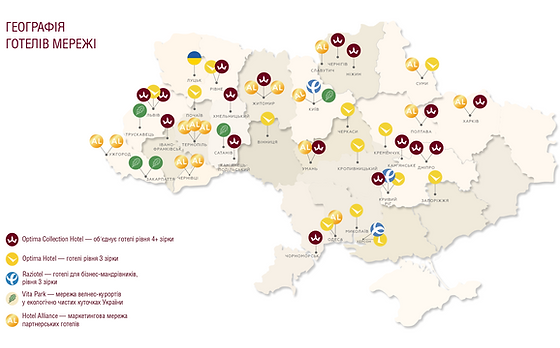 ГЕОГРАФІЯ
ГОТЕЛІВ МЕРЕЖІ
ЧЕРНІГІВ
СЛАВУТИЧ
НІЖИН
СУМИ
ЛУЦЬК
РІВНЕ
ЖИТОМИР
КИЇВ
ЛЬВІВ
ПОЧАЇВ
ХМЕЛЬНИЦЬКИЙ
ПОЛТАВА
ХАРКІВ
ТРУСКАВЕЦЬ
ІВАНО-
ФРАНКІВСЬК
ТЕРНОПІЛЬ
ВІННИЦЯ
ЧЕРКАСИ
КРЕМЕНЧУК
УЖГОРОД
САТАНІВ
КАМ'ЯНЕЦЬ-
ПОДІЛЬСЬКИЙ
УМАНЬ
КРОПИВНИЦЬКИЙ
КАМ'ЯНСЬКЕ
ДНІПРО
ЗАКАРПАТТЯ
ЧЕРНІВЦІ
КРИВИЙ
ЗАПОРІЖЖЯ
ОДЕСА
МИКОЛАЇВ
ЧОРНОМОРСЬК
Optima Collection Hotel — об'єднує готелі рівня 4+ зірки
Optima Hotel — готелі рівня 3 зірки
Raziotel — готелі для бізнес-мандрівників,
рівня 3 зірки
Vita Park — мережа велнес-курортів
у екологічно чистих куточках України
Hotel Alliance — маркетингова мережа
партнерських готелів